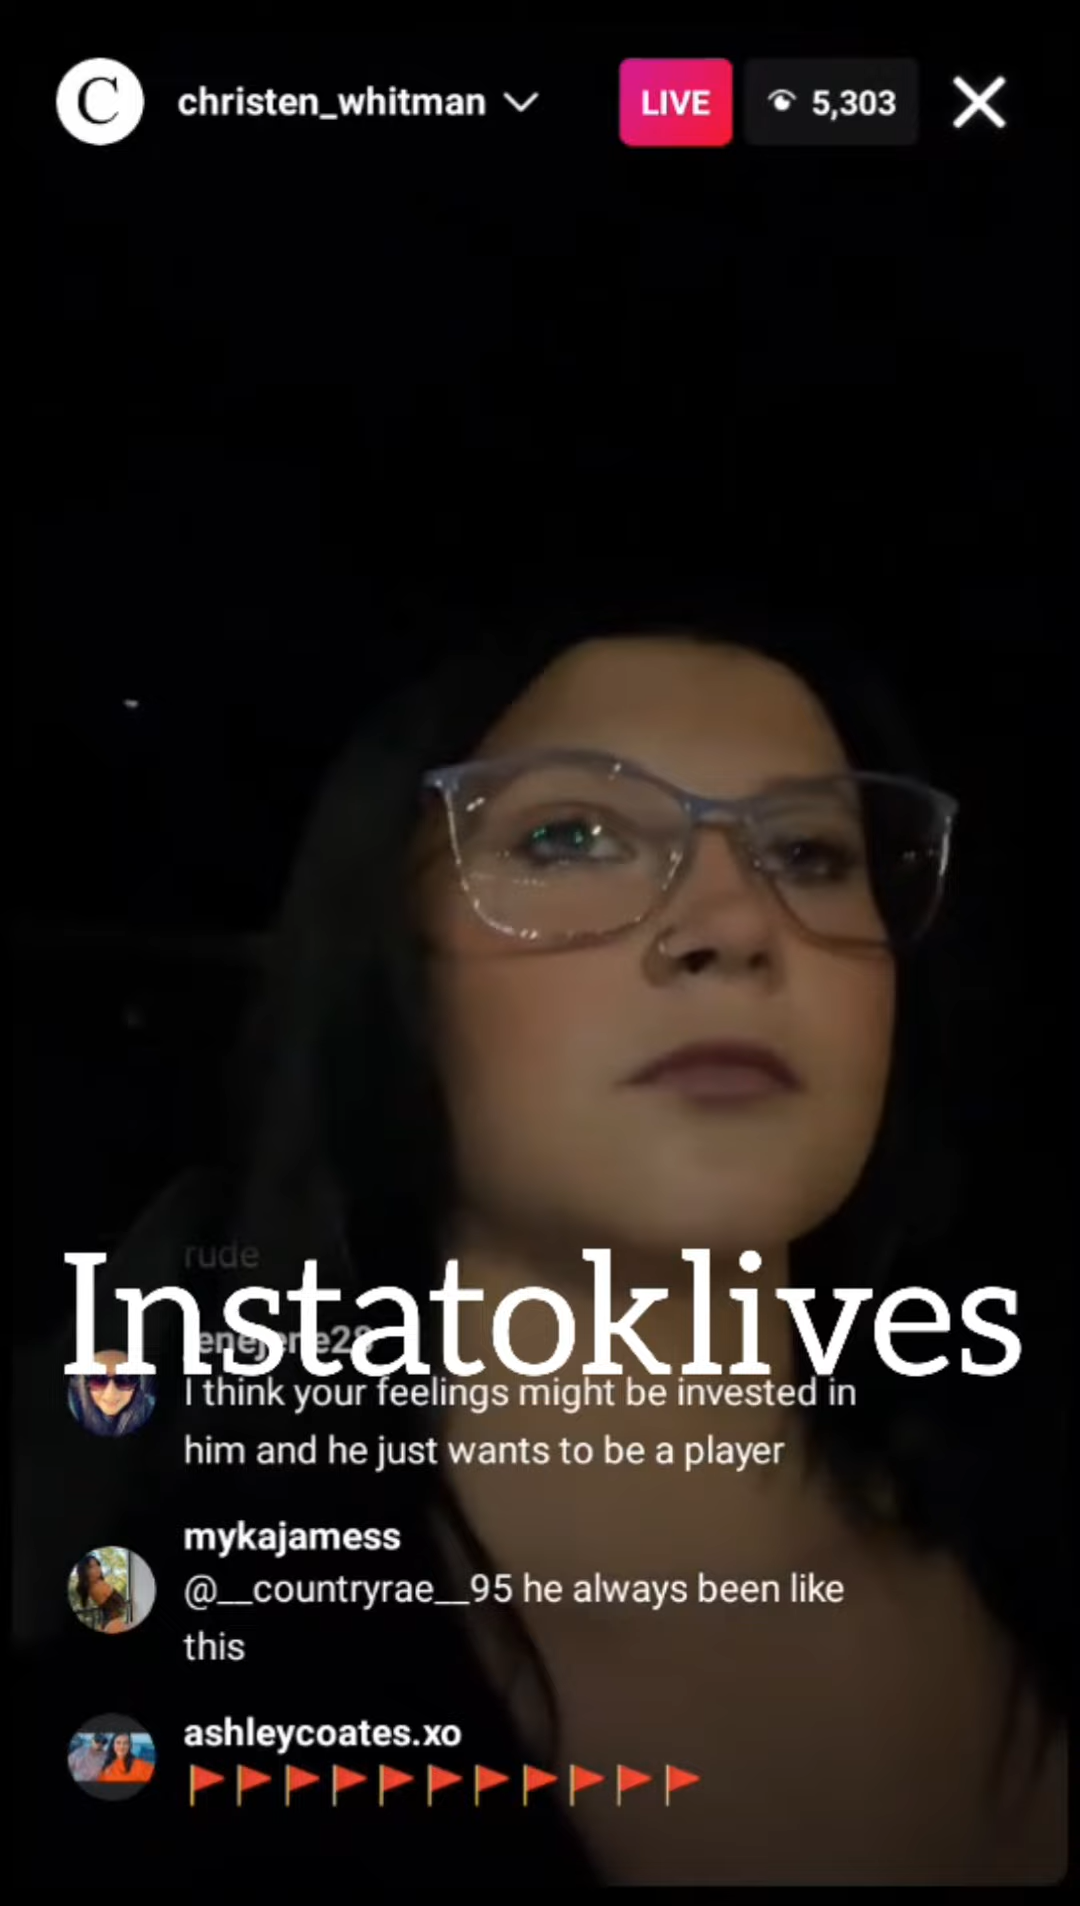 C
christen_whitman
LIVE
5,303
rude
Instatoklives
I think your feelings might be invested in
him and he just wants to be a player
mykajamess
@__countryrae__95 he always been like
this
ashleycoates.xo
🚩🚩🚩🚩🚩🚩🚩🚩🚩🚩🚩